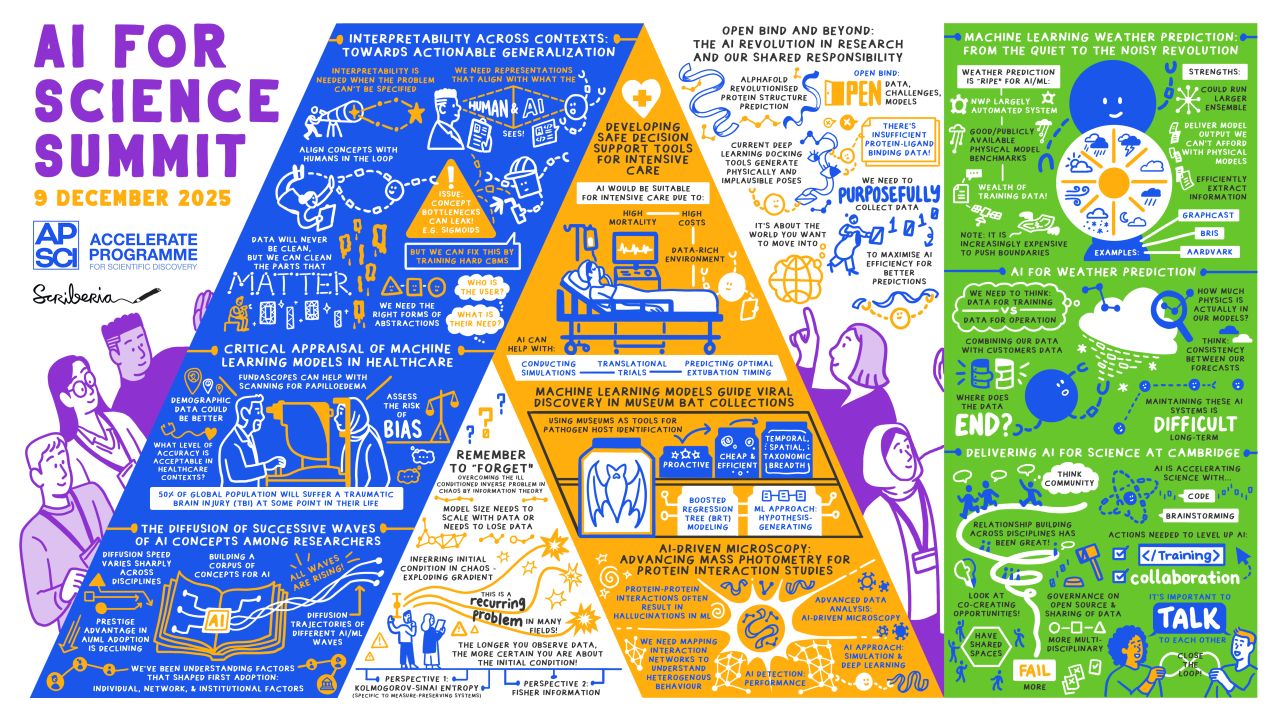 AI FOR
SCIENCE
SUMMIT
9 DECEMBER 2025
AP
SCI
ACCELERATE
PROGRAMME
FOR SCIENTIFIC DISCOVERY
Scriberia
INTERPRETABILITY ACROSS CONTEXTS:
TOWARDS ACTIONABLE GENERALIZATION
INTERPRETABILITY IS
NEEDED WHEN THE PROBLEM
CAN'T BE SPECIFIED
WE NEED REPRESENTATIONS
THAT ALIGN WITH WHAT THE
HUMAN & AI
SEES!
ALIGN CONCEPTS WITH
HUMANS IN THE LOOP
!
ISSUE:
CONCEPT
BOTTLENECKS
CAN LEAK!
E.G. SIGMOIDS
BUT WE CAN FIX THIS BY
TRAINING HARD CBMS
DATA WILL NEVER
BE CLEAN,
BUT WE CAN CLEAN
THE PARTS THAT
MATTER
WE NEED THE
RIGHT FORMS OF
ABSTRACTIONS
WHO IS
THE USER?
WHAT IS
THEIR NEED?
CRITICAL APPRAISAL OF MACHINE
LEARNING MODELS IN HEALTHCARE
FUNDASCOPES CAN HELP WITH
SCANNING FOR PAPILLOEDEMA
DEMOGRAPHIC
DATA COULD
BE BETTER
WHAT LEVEL OF
ACCURACY IS
ACCEPTABLE IN
HEALTHCARE
CONTEXTS?
ASSESS
THE RISK
OF
BIAS
50% OF GLOBAL POPULATION WILL SUFFER A TRAUMATIC
BRAIN INJURY (TBI) AT SOME POINT IN THEIR LIFE
THE DIFFUSION OF SUCCESSIVE WAVES
OF AI CONCEPTS AMONG RESEARCHERS
DIFFUSION SPEED
VARIES SHARPLY
ACROSS
DISCIPLINES
BUILDING A
CORPUS OF
CONCEPTS FOR AI
ALL WAVES
ARE RISING!
AI
PRESTIGE
ADVANTAGE IN
AI/ML ADOPTION
IS DECLINING
DIFFUSION
TRAJECTORIES OF
DIFFERENT AI/ML
WAVES
WE'VE BEEN UNDERSTANDING FACTORS
THAT SHAPED FIRST ADOPTION:
INDIVIDUAL, NETWORK, & INSTITUTIONAL FACTORS
? ? ?
REMEMBER
TO "FORGET"
OVERCOMING THE ILL
CONDITIONED INVERSE PROBLEM IN
CHAOS BY INFORMATION THEORY
MODEL SIZE NEEDS TO
SCALE WITH DATA OR
NEEDS TO LOSE DATA
INFERRING INITIAL
CONDITION IN CHAOS -
EXPLODING GRADIENT
THIS IS A
recurring
problem IN MANY
FIELDS!
THE LONGER YOU OBSERVE DATA,
THE MORE CERTAIN YOU ARE ABOUT
THE INITIAL CONDITION!
PERSPECTIVE 1:
KOLMOGOROV-SINAI ENTROPY
(SPECIFIC TO MEASURE-PRESERVING SYSTEMS)
PERSPECTIVE 2:
FISHER INFORMATION
DEVELOPING
SAFE DECISION
SUPPORT TOOLS
FOR INTENSIVE
CARE
AI WOULD BE SUITABLE
FOR INTENSIVE CARE DUE TO:
HIGH
MORTALITY
HIGH
COSTS
DATA-RICH
ENVIRONMENT
AI CAN
HELP WITH:
CONDUCTING
SIMULATIONS
TRANSLATIONAL
TRIALS
PREDICTING OPTIMAL
EXTUBATION TIMING
MACHINE LEARNING MODELS GUIDE VIRAL
DISCOVERY IN MUSEUM BAT COLLECTIONS
USING MUSEUMS AS TOOLS FOR
PATHOGEN HOST IDENTIFICATION
PROACTIVE
CHEAP &
EFFICIENT
TEMPORAL,
SPATIAL,
TAXONOMIC
BREADTH
BOOSTED
REGRESSION
TREE (BRT)
MODELING
ML APPROACH:
HYPOTHESIS-
GENERATING
AI-DRIVEN MICROSCOPY:
ADVANCING MASS PHOTOMETRY FOR
PROTEIN INTERACTION STUDIES
PROTEIN-PROTEIN
INTERACTIONS OFTEN
RESULT IN
HALLUCINATIONS IN ML
WE NEED MAPPING
INTERACTION
NETWORKS TO
UNDERSTAND
HETEROGENOUS
BEHAVIOUR
ADVANCED DATA
ANALYSIS:
AI-DRIVEN MICROSCOPY
AI APPROACH:
SIMULATION &
DEEP LEARNING
AI DETECTION:
PERFORMANCE
OPEN BIND AND BEYOND:
THE AI REVOLUTION IN RESEARCH
AND OUR SHARED RESPONSIBILITY
ALPHAFOLD
REVOLUTIONISED
PROTEIN STRUCTURE
PREDICTION
OPEN BIND:
OPEN
DATA,
CHALLENGES,
MODELS
THERE'S
INSUFFICIENT
PROTEIN-LIGAND
BINDING DATA!
CURRENT DEEP
LEARNING DOCKING
TOOLS GENERATE
PHYSICALLY AND
IMPLAUSIBLE POSES
WE NEED TO
PURPOSEFULLY
COLLECT DATA
IT'S ABOUT THE
WORLD YOU WANT
TO MOVE INTO
TO MAXIMISE AI
EFFICIENCY FOR
BETTER
PREDICTIONS
MACHINE LEARNING WEATHER PREDICTION:
FROM THE QUIET TO THE NOISY REVOLUTION
WEATHER PREDICTION
IS "RIPE" FOR AI/ML:
NWP LARGELY
AUTOMATED SYSTEM
GOOD/PUBLICLY
AVAILABLE
PHYSICAL MODEL
BENCHMARKS
WEALTH OF
TRAINING DATA!
NOTE: IT IS
INCREASINGLY EXPENSIVE
TO PUSH BOUNDARIES
STRENGTHS:
COULD RUN
LARGER
ENSEMBLE
DELIVER MODEL
OUTPUT WE
CAN'T AFFORD
WITH PHYSICAL
MODELS
EFFICIENTLY
EXTRACT
INFORMATION
EXAMPLES:
GRAPHCAST
BRIS
AARDVARK
AI FOR WEATHER PREDICTION
WE NEED TO THINK:
DATA FOR TRAINING
VS
DATA FOR OPERATION
COMBINING OUR DATA
WITH CUSTOMERS DATA
WHERE DOES
THE DATA
END?
HOW MUCH
PHYSICS IS
ACTUALLY IN
OUR MODELS?
THINK:
CONSISTENCY
BETWEEN OUR
FORECASTS
MAINTAINING THESE AI
SYSTEMS IS
DIFFICULT
LONG-TERM
DELIVERING AI FOR SCIENCE AT CAMBRIDGE
THINK
COMMUNITY
RELATIONSHIP BUILDING
ACROSS DISCIPLINES HAS
BEEN GREAT!
AI IS ACCELERATING
SCIENCE WITH...
CODE
BRAINSTORMING
ACTIONS NEEDED TO LEVEL UP AI:
</Training>
collaboration
LOOK AT
CO-CREATING
OPPORTUNITIES!
GOVERNANCE ON
OPEN SOURCE &
SHARING OF DATA
MORE MULTI-
DISCIPLINARY
HAVE
SHARED
SPACES
FAIL
MORE
IT'S IMPORTANT TO
TALK
TO EACH OTHER
CLOSE
THE
LOOP!